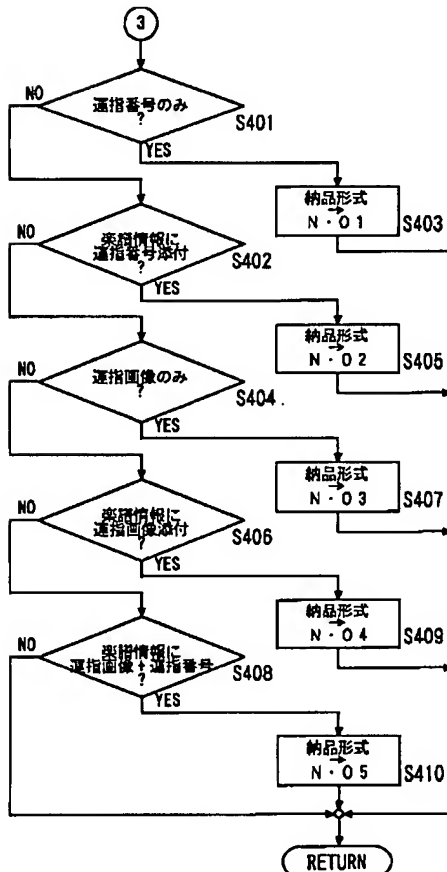 3
運指番号のみ
?
NO
S401
YES
納品形式
→
N・01
S403
楽譜情報に
運指番号添付
?
NO
S402
YES
納品形式
→
N・02
S405
運指画像のみ
?
NO
S404
YES
納品形式
→
N・03
S407
楽譜情報に
運指画像添付
?
NO
S406
YES
納品形式
→
N・04
S409
楽譜情報に
運指画像+運指番号
?
NO
S408
YES
納品形式
→
N・05
S410
RETURN